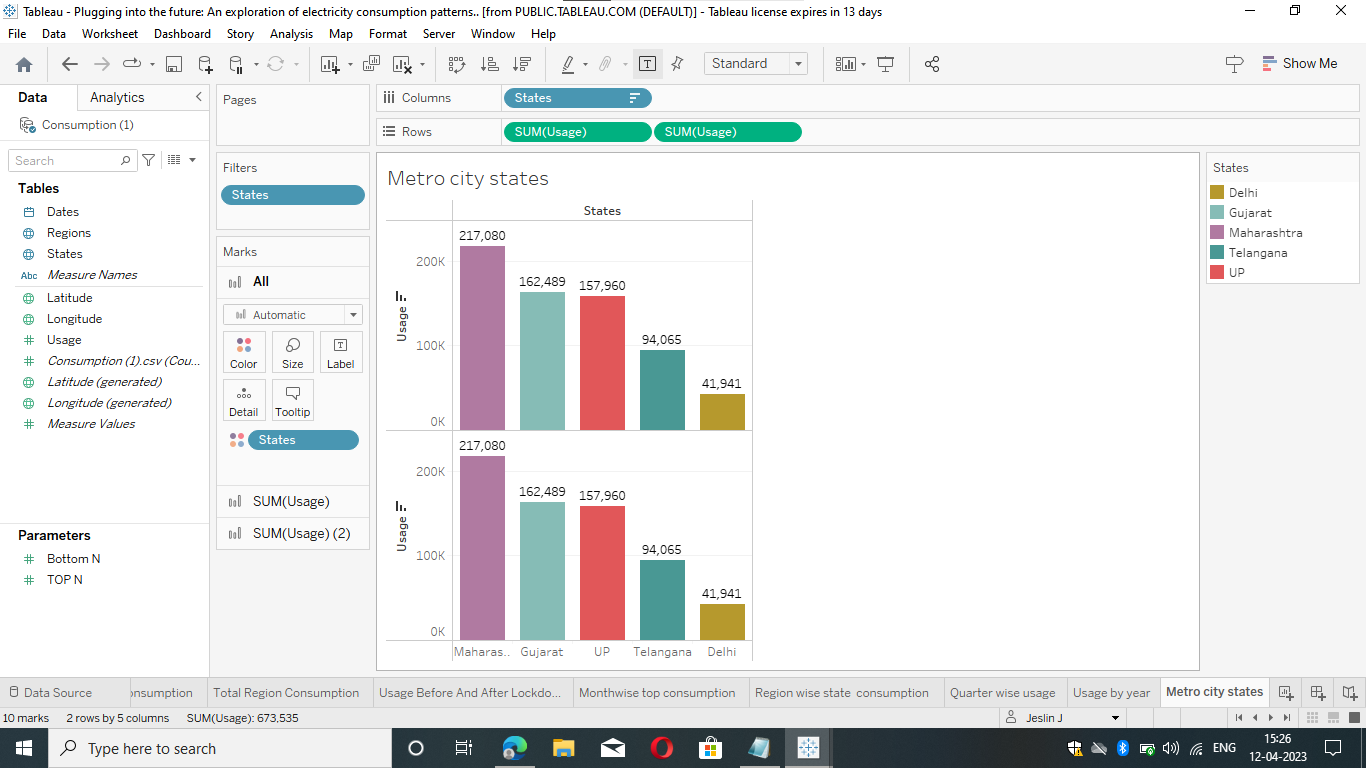 Tableau - Plugging into the future: An exploration of electricity consumption patterns.. [from PUBLIC.TABLEAU.COM (DEFAULT)] - Tableau license expires in 13 days
File Data Worksheet Dashboard Story Analysis Map Format Server Window Help
Standard
Show Me
Data Analytics
Pages
Columns
States
Consumption (1)
Rows
SUM(Usage) SUM(Usage)
Search
Filters
States
Tables
Dates
Regions
States
Abc Measure Names
Latitude
Longitude
Usage
Consumption (1).csv (Cou...
Latitude (generated)
Longitude (generated)
Measure Values
Parameters
Bottom N
TOP N
Marks
All
Automatic
Color Size Label
Detail Tooltip
States
SUM(Usage)
SUM(Usage) (2)
Metro city states
States
217,080
200K
162,489
157,960
Usage
100K
94,065
41,941
0K
217,080
200K
162,489
157,960
Usage
100K
94,065
41,941
0K
Maharas.. Gujarat UP Telangana Delhi
States
Delhi
Gujarat
Maharashtra
Telangana
UP
Data Source onsumption Total Region Consumption Usage Before And After Lockdo... Monthwise top consumption Region wise state consumption Quarter wise usage Usage by year Metro city states
10 marks 2 rows by 5 columns SUM(Usage): 673,535 Jeslin J
Type here to search
ENG
15:26
12-04-2023